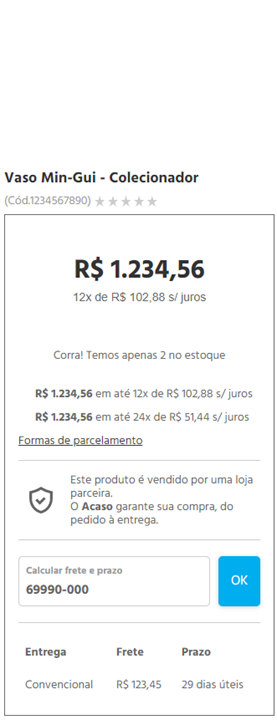 Vaso Min-Gui - Colecionador
(Cód.1234567890)
R$ 1.234,56
12x de R$ 102,88 s/ juros
Corra! Temos apenas 2 no estoque
R$ 1.234,56 em até 12x de R$ 102,88 s/ juros
R$ 1.234,56 em até 24x de R$ 51,44 s/ juros
Formas de parcelamento
Este produto é vendido por uma loja
parceira.
O Acaso garante sua compra, do
pedido à entrega.
Calcular frete e prazo
69990-000
OK
Entrega Frete Prazo
Convencional R$ 123,45 29 dias úteis